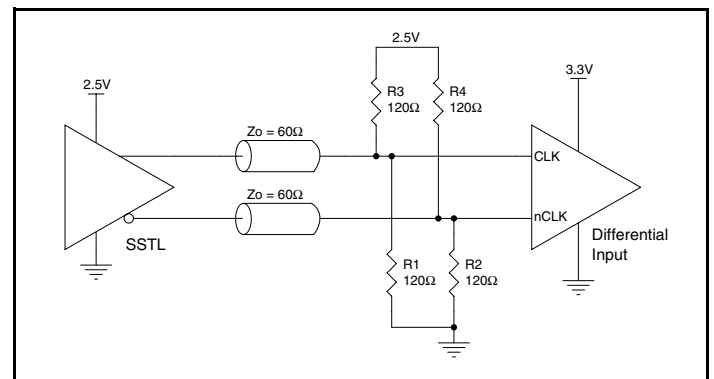 2.5V
2.5V
3.3V
R3
120Ω
R4
120Ω
Zo = 60Ω
CLK
Zo = 60Ω
nCLK
SSTL
Differential
Input
R1
120Ω
R2
120Ω